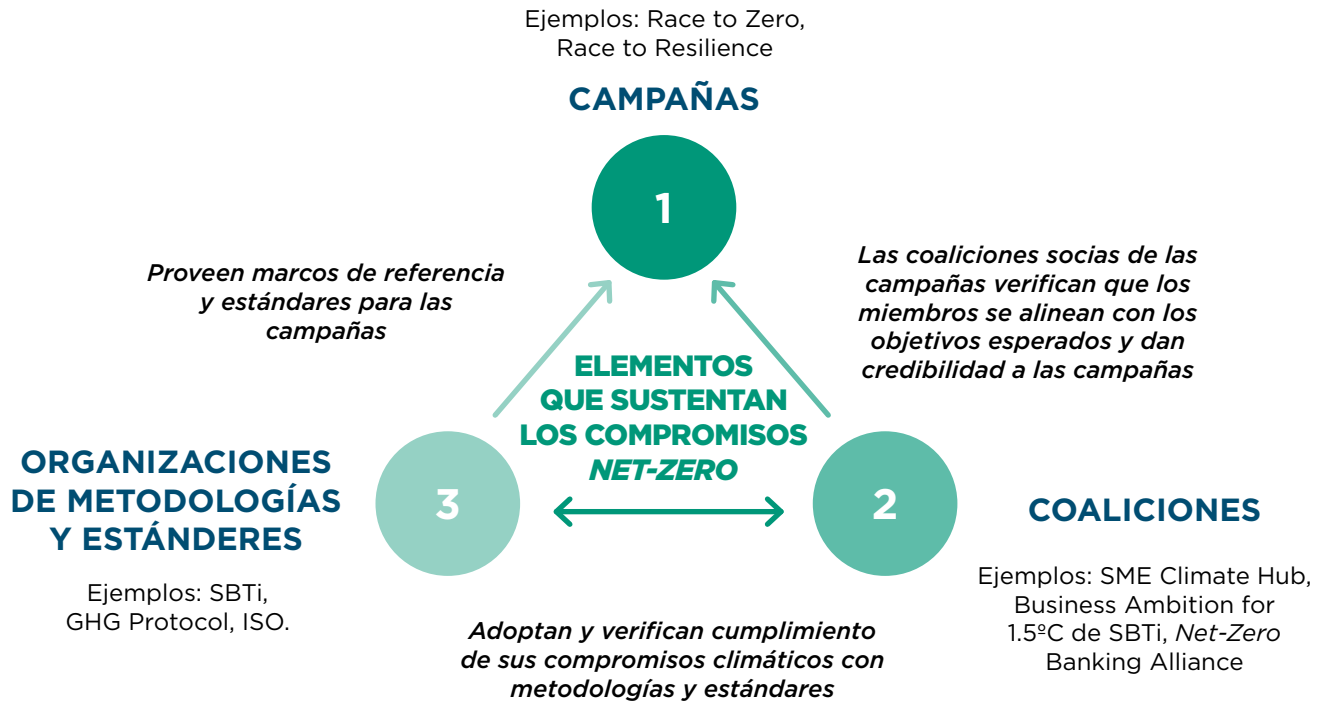 Ejemplos: Race to Zero,
Race to Resilience
CAMPAÑAS
1
Proveen marcos de referencia
y estándares para las
campañas
Las coaliciones socias de las
campañas verifican que los
miembros se alinean con los
objetivos esperados y dan
credibilidad a las campañas
ELEMENTOS
QUE SUSTENTAN
LOS COMPROMISOS
NET-ZERO
ORGANIZACIONES
DE METODOLOGÍAS
Y ESTÁNDERES
3
Ejemplos: SBTi,
GHG Protocol, ISO.
2
COALICIONES
Ejemplos: SME Climate Hub,
Business Ambition for
1.5ºC de SBTi, Net-Zero
Banking Alliance
Adoptan y verifican cumplimiento
de sus compromisos climáticos con
metodologías y estándares